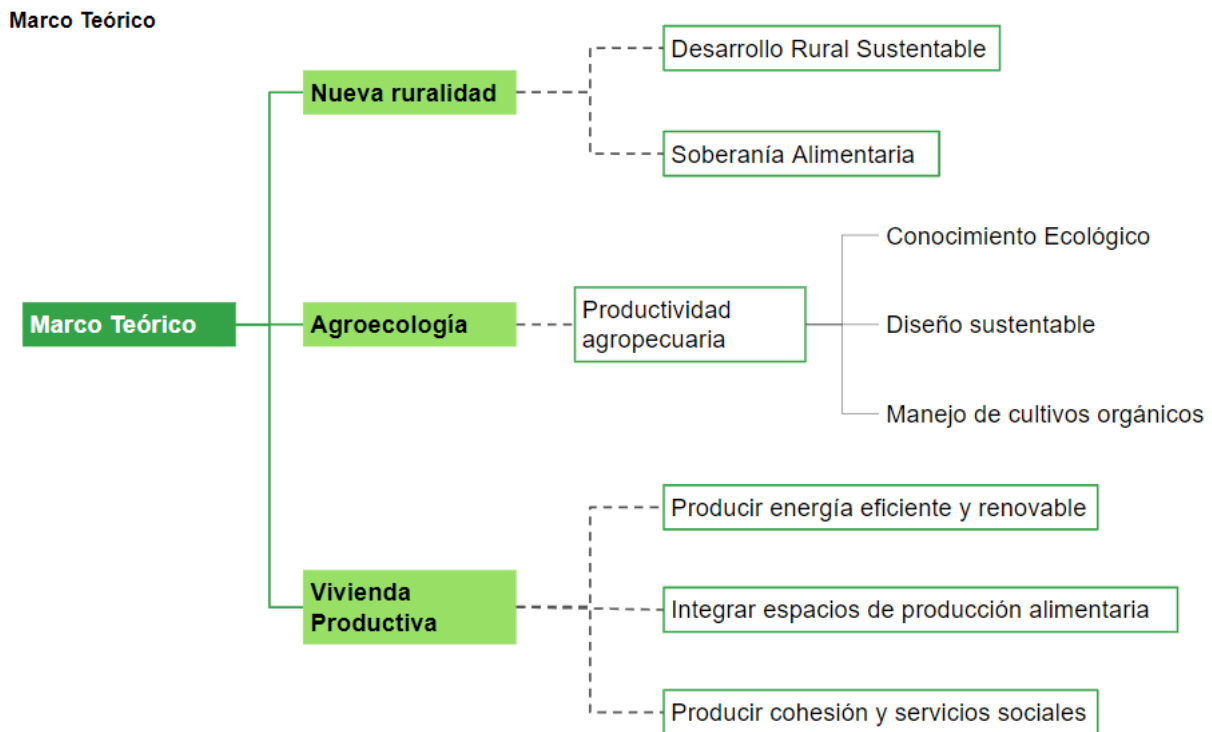 Marco Teórico
Marco Teórico
Nueva ruralidad
Desarrollo Rural Sustentable
Soberanía Alimentaria
Agroecología
Productividad
agropecuaria
Conocimiento Ecológico
Diseño sustentable
Manejo de cultivos orgánicos
Vivienda
Productiva
Producir energía eficiente y renovable
Integrar espacios de producción alimentaria
Producir cohesión y servicios sociales